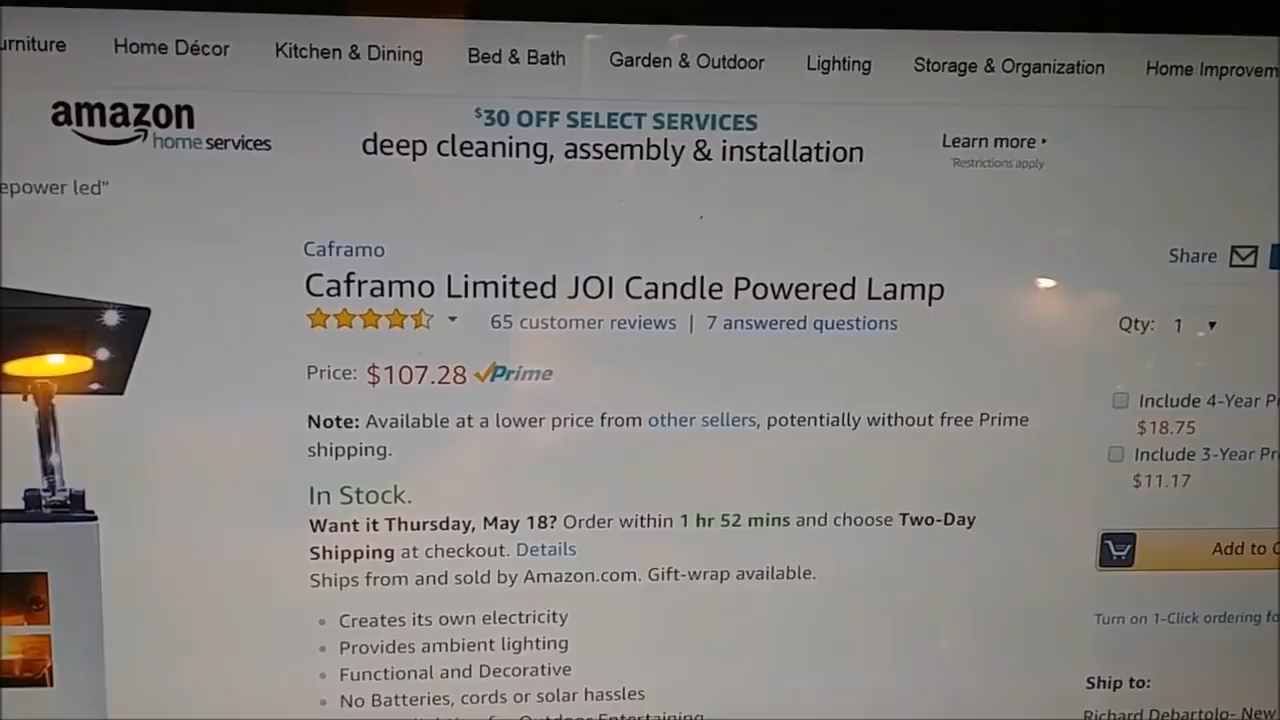 Home Décor
Kitchen & Dining
Bed & Bath
Garden & Outdoor
Lighting
Storage & Organization
Home
amazon
home services
$30 OFF SELECT SERVICES
deep cleaning, assembly & installation
Learn more
*Restrictions apply
led"
Caframo
Caframo Limited JOI Candle Powered Lamp
65 customer reviews | 7 answered questions
Price: $107.28 Prime
Note: Available at a lower price from other sellers, potentially without free Prime
shipping.
In Stock.
Want it Thursday, May 18? Order within 1 hr 52 mins and choose Two-Day
Shipping at checkout. Details
Ships from and sold by Amazon.com. Gift-wrap available.
• Creates its own electricity
• Provides ambient lighting
• Functional and Decorative
• No Batteries, cords or solar hassles
Share
Qty: 1
Include 4-Year
$18.75
Include 3-Year
$11.17
Add to
Turn on 1-Click ordering
Ship to:
Richard Debartolo- New